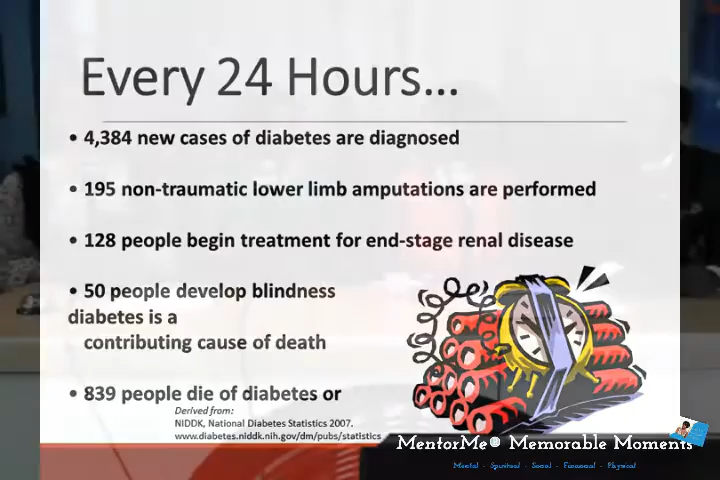 Every 24 Hours...
• 4,384 new cases of diabetes are diagnosed
• 195 non-traumatic lower limb amputations are performed
• 128 people begin treatment for end-stage renal disease
• 50 people develop blindness
diabetes is a
contributing cause of death
• 839 people die of diabetes or
Derived from:
NIDDK, National Diabetes Statistics 2007.
www.diabetes.niddk.nih.gov/dm/pubs/statistics
MentorMe® Memorable Moments
Mental - Spiritual - Social - Financial - Physical